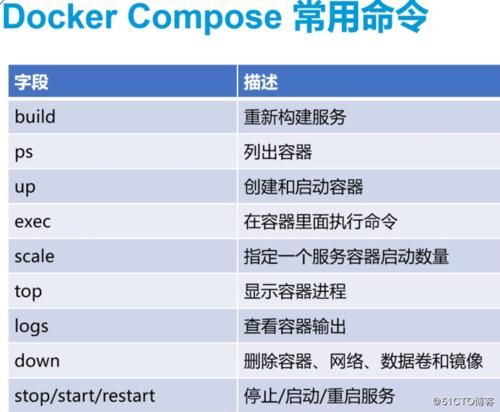 Docker Compose 常用命令
字段 描述
build 重新构建服务
ps 列出容器
up 创建和启动容器
exec 在容器里面执行命令
scale 指定一个服务容器启动数量
top 显示容器进程
logs 查看容器输出
down 删除容器、网络、数据卷和镜像
stop/start/restart 停止/启动/重启服务
@51CTO博客